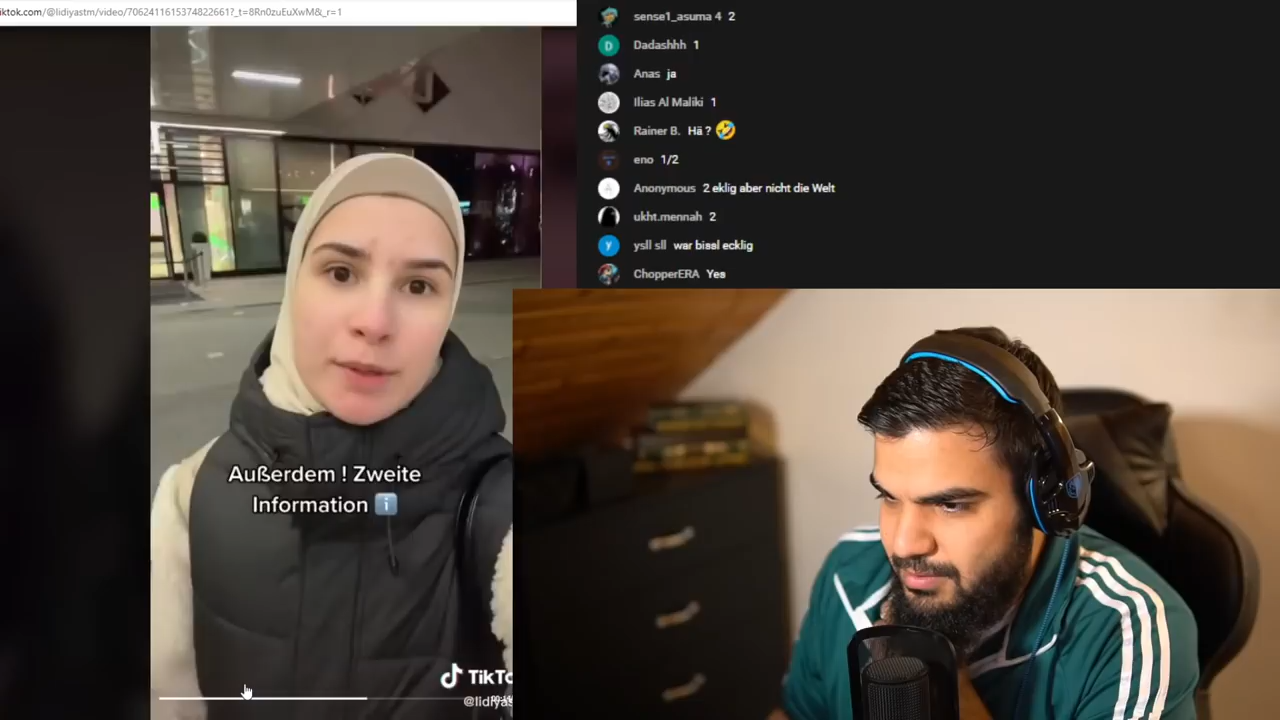 iktok.com/@lidiyastm/video/7062411615374822661?_t=8Rn0zuEuXwM&_r=1
sense1_asuma 4 2
Dadashhh 1
Anas ja
Ilias Al Maliki 1
Rainer B. Hä ? 🤣
eno 1/2
Anonymous 2 eklig aber nicht die Welt
ukht.mennah 2
ysll sll war bissl ecklig
ChopperERA Yes
Außerdem ! Zweite
Information ℹ️
TikTo
@lidiyas